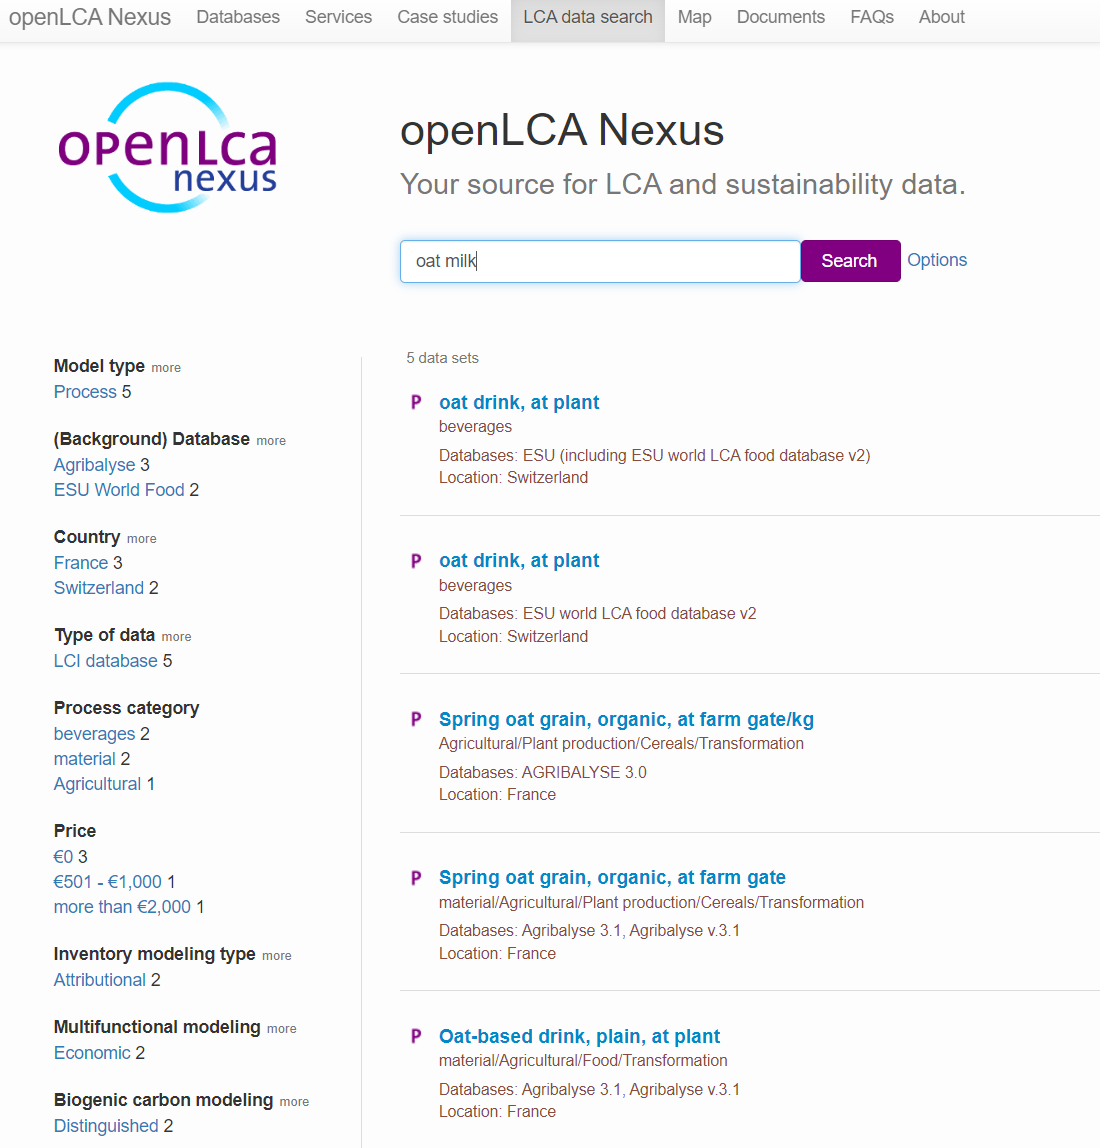 openLCA Nexus Databases Services Case studies LCA data search Map Documents FAQs About
openLca
nexus
openLCA Nexus
Your source for LCA and sustainability data.
oat milk Search Options
Model type more
Process 5
(Background) Database more
Agribalyse 3
ESU World Food 2
Country more
France 3
Switzerland 2
Type of data more
LCI database 5
Process category
beverages 2
material 2
Agricultural 1
Price
€0 3
€501 - €1,000 1
more than €2,000 1
Inventory modeling type more
Attributional 2
Multifunctional modeling more
Economic 2
Biogenic carbon modeling more
Distinguished 2
5 data sets
P oat drink, at plant
beverages
Databases: ESU (including ESU world LCA food database v2)
Location: Switzerland
P oat drink, at plant
beverages
Databases: ESU world LCA food database v2
Location: Switzerland
P Spring oat grain, organic, at farm gate/kg
Agricultural/Plant production/Cereals/Transformation
Databases: AGRIBALYSE 3.0
Location: France
P Spring oat grain, organic, at farm gate
material/Agricultural/Plant production/Cereals/Transformation
Databases: Agribalyse 3.1, Agribalyse v.3.1
Location: France
P Oat-based drink, plain, at plant
material/Agricultural/Food/Transformation
Databases: Agribalyse 3.1, Agribalyse v.3.1
Location: France